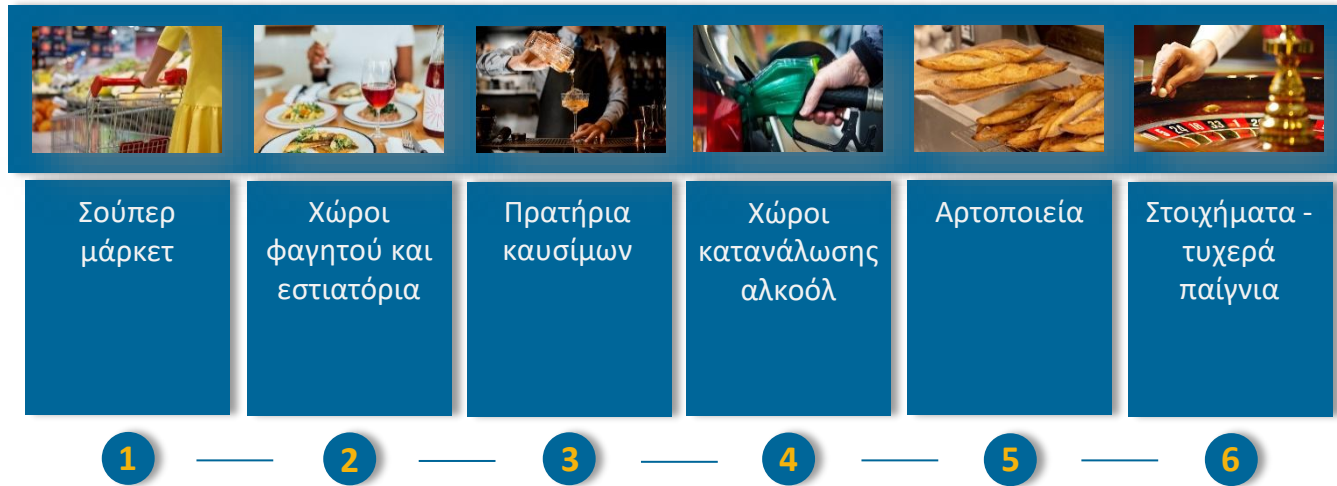 Σούπερ
μάρκετ
Χώροι
φαγητού και
εστιατόρια
Πρατήρια
καυσίμων
Χώροι
κατανάλωσης
αλκοόλ
Αρτοποιεία
Στοιχήματα -
τυχερά
παίγνια
1
2
3
4
5
6